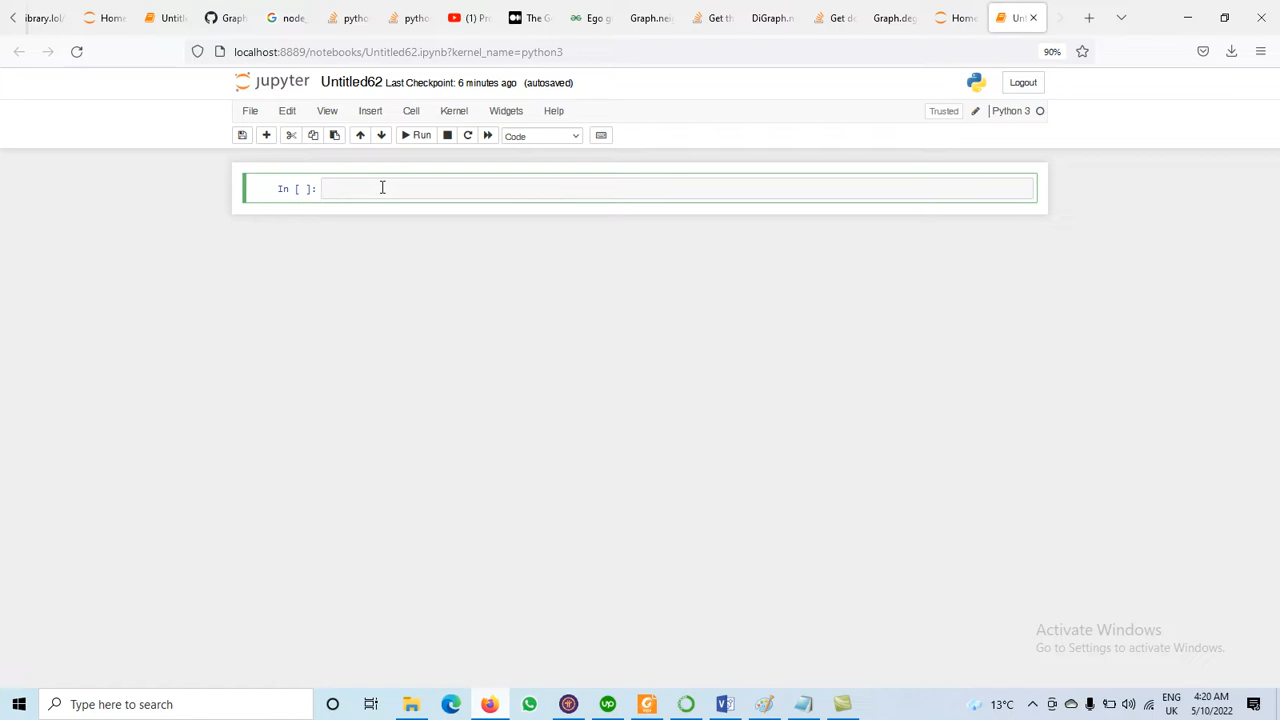 ibrary.lol/ Home Untitl Graph node_ pytho pytho (1) Pr The G Ego g Graph.nei Get th DiGraph.n Get de Graph.deg Home Unt
localhost:8889/notebooks/Untitled62.ipynb?kernel_name=python3 90%
jupyter Untitled62 Last Checkpoint: 6 minutes ago (autosaved) Logout
File Edit View Insert Cell Kernel Widgets Help Trusted Python 3
Run Code
In [ ]:
Activate Windows
Go to Settings to activate Windows.
Type here to search up 13°C ENG 4:20 AM
UK 5/10/2022